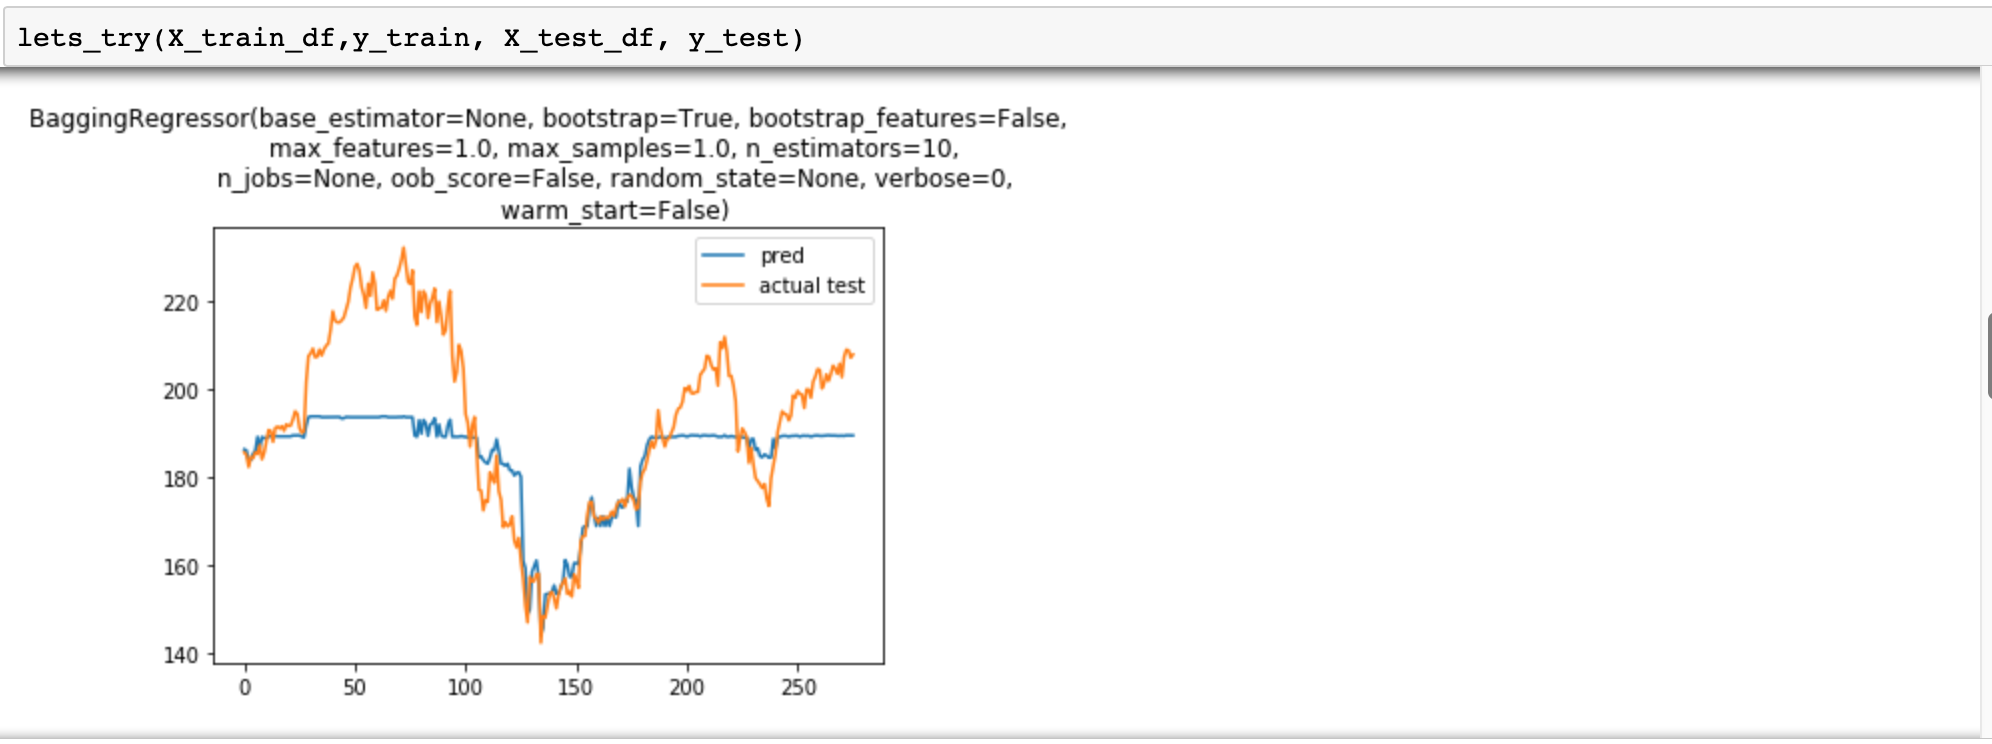 lets_try(X_train_df,y_train, X_test_df, y_test)
BaggingRegressor(base_estimator=None, bootstrap=True, bootstrap_features=False,
max_features=1.0, max_samples=1.0, n_estimators=10,
n_jobs=None, oob_score=False, random_state=None, verbose=0,
warm_start=False)
pred
actual test
220
200
180
160
140
0 50 100 150 200 250